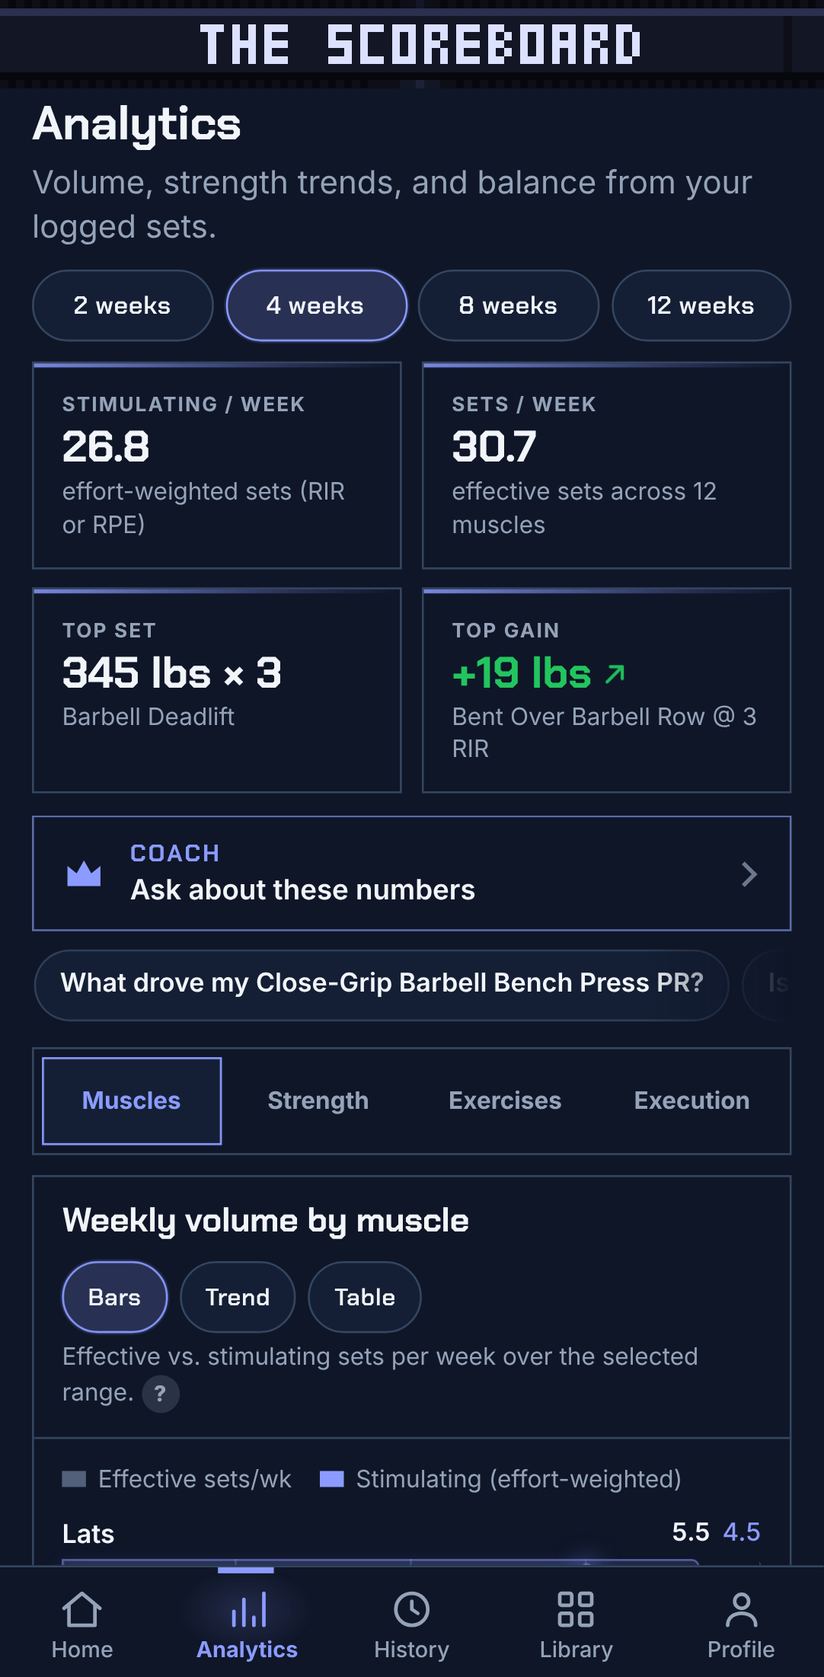 THE SCOREBOARD
Analytics
Volume, strength trends, and balance from your
logged sets.
2 weeks
4 weeks
8 weeks
12 weeks
STIMULATING / WEEK
26.8
effort-weighted sets (RIR
or RPE)
SETS / WEEK
30.7
effective sets across 12
muscles
TOP SET
345 lbs × 3
Barbell Deadlift
TOP GAIN
+19 lbs ↗
Bent Over Barbell Row @ 3
RIR
COACH
Ask about these numbers
What drove my Close-Grip Barbell Bench Press PR?
Is
Muscles
Strength
Exercises
Execution
Weekly volume by muscle
Bars
Trend
Table
Effective vs. stimulating sets per week over the selected
range. ?
Effective sets/wk
Stimulating (effort-weighted)
Lats
5.5 4.5
Home
Analytics
History
Library
Profile